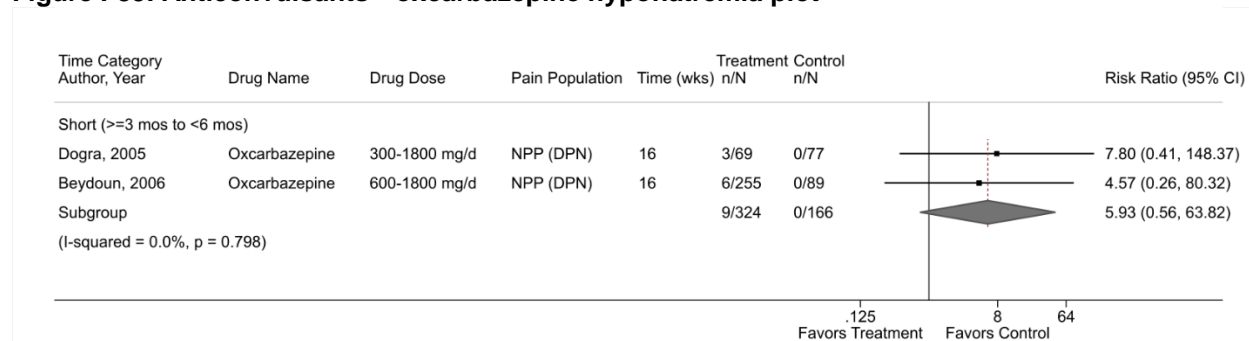 Figure Anticonvulsants – oxcarbazepine hyponatremia plot
Time Category Treatment Control
Author, Year Drug Name Drug Dose Pain Population Time (wks) n/N n/N Risk Ratio (95% CI)
Short (>=3 mos to <6 mos)
Dogra, 2005 Oxcarbazepine 300-1800 mg/d NPP (DPN) 16 3/69 0/77 7.80 (0.41, 148.37)
Beydoun, 2006 Oxcarbazepine 600-1800 mg/d NPP (DPN) 16 6/255 0/89 4.57 (0.26, 80.32)
Subgroup 9/324 0/166 5.93 (0.56, 63.82)
(I-squared = 0.0%, p = 0.798)
.125 8 64
Favors Treatment Favors Control